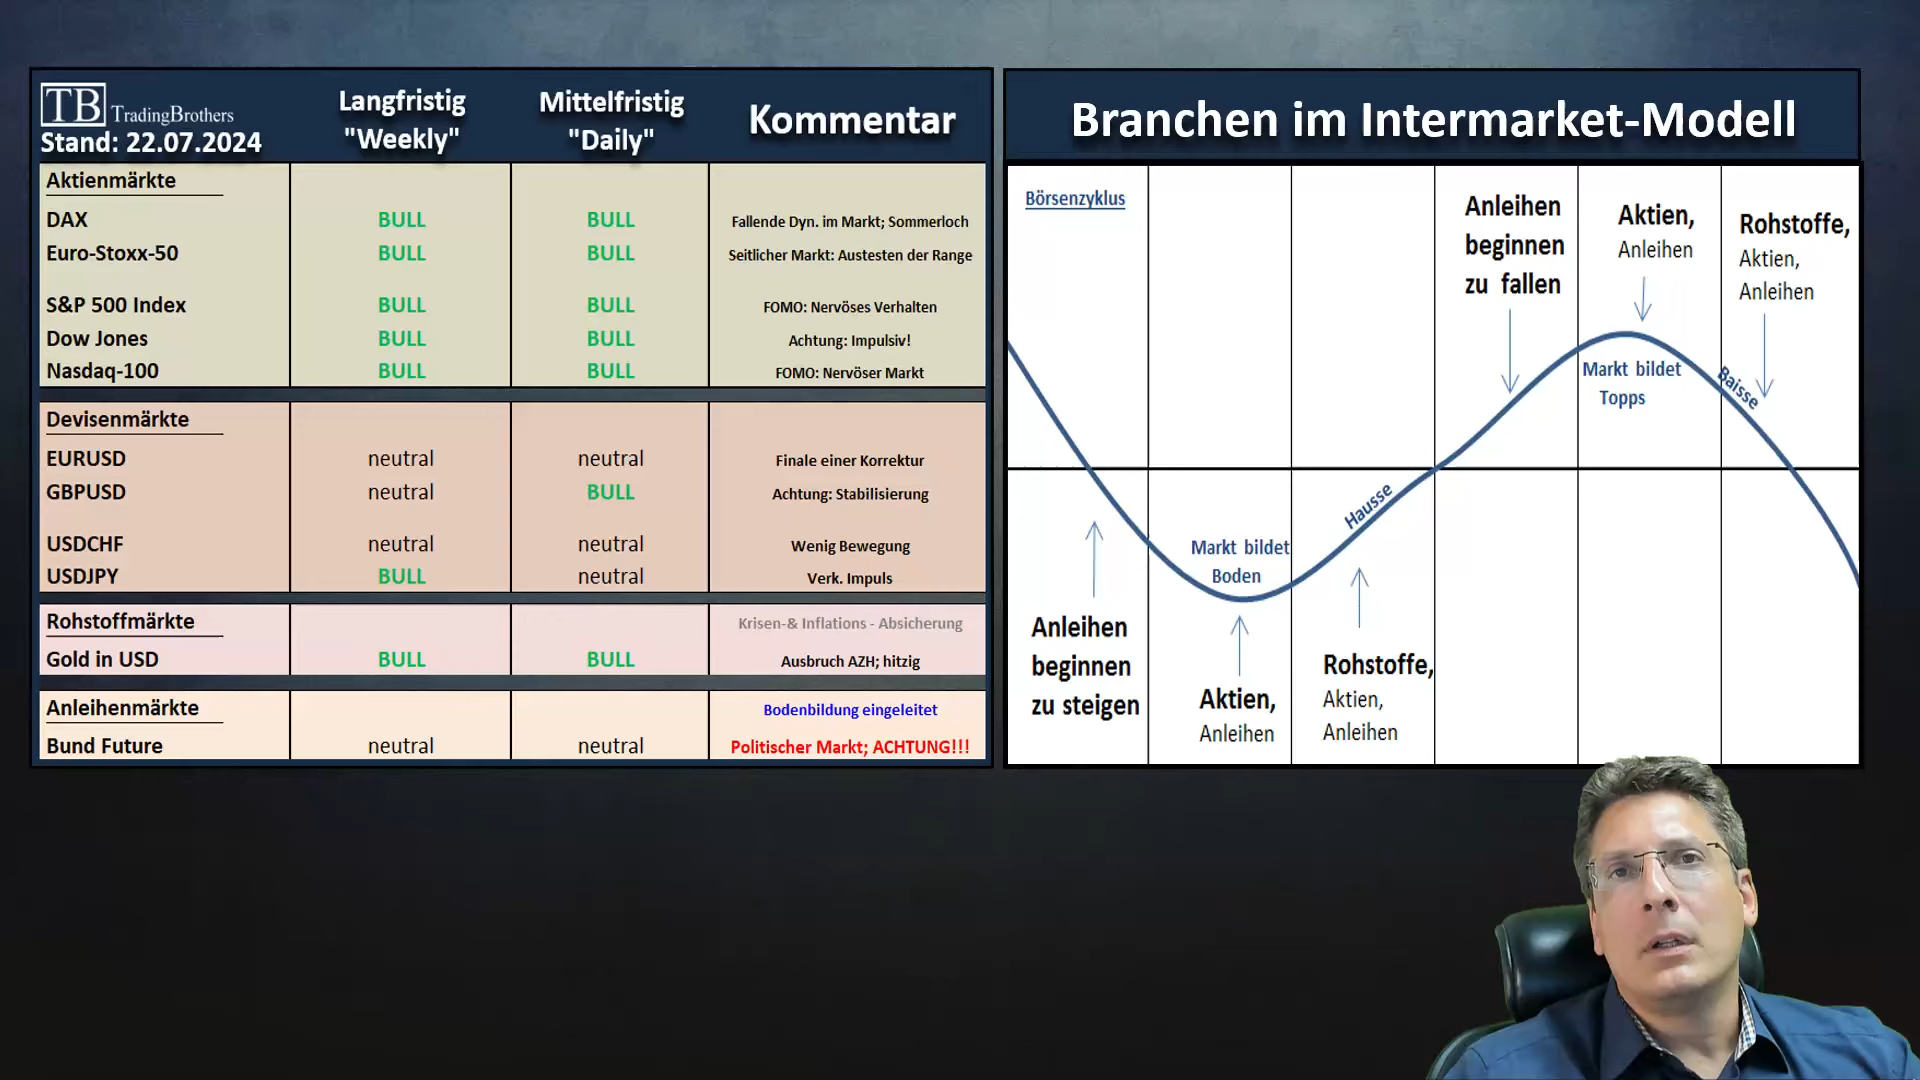 TB TradingBrothers
Stand: 22.07.2024
Langfristig
"Weekly"
Mittelfristig
"Daily"
Kommentar
Aktienmärkte
DAX BULL BULL Fallende Dyn. im Markt; Sommerloch
Euro-Stoxx-50 BULL BULL Seitlicher Markt: Austesten der Range
S&P 500 Index BULL BULL FOMO: Nervöses Verhalten
Dow Jones BULL BULL Achtung: Impulsiv!
Nasdaq-100 BULL BULL FOMO: Nervöser Markt
Devisenmärkte
EURUSD neutral neutral Finale einer Korrektur
GBPUSD neutral BULL Achtung: Stabilisierung
USDCHF neutral neutral Wenig Bewegung
USDJPY BULL neutral Verk. Impuls
Rohstoffmärkte Krisen-& Inflations - Absicherung
Gold in USD BULL BULL Ausbruch AZH; hitzig
Anleihenmärkte Bodenbildung eingeleitet
Bund Future neutral neutral Politischer Markt; ACHTUNG!!!
Branchen im Intermarket-Modell
Börsenzyklus
Anleihen
beginnen
zu fallen
Aktien,
Anleihen
Rohstoffe,
Aktien,
Anleihen
Markt bildet
Topps
Baisse
Hausse
Markt bildet
Boden
Anleihen
beginnen
zu steigen
Aktien,
Anleihen
Rohstoffe,
Aktien,
Anleihen